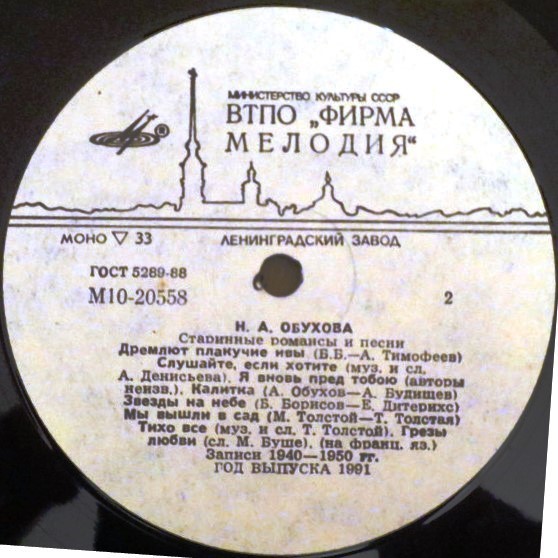 МИНИСТЕРСТВО КУЛЬТУРЫ СССР
ВТПО „ФИРМА
МЕЛОДИЯ“
МОНО ▽ 33 ЛЕНИНГРАДСКИЙ ЗАВОД
ГОСТ 5289-88
М10-20558 2
Н. А. ОБУХОВА
Старинные романсы и песни
Дремлют плакучие ивы (Б.Б.—А. Тимофеев)
Слушайте, если хотите (муз. и сл.
А. Денисьева). Я вновь пред тобою (авторы
неизв.). Калитка (А. Обухов—А. Будищев)
Звезды на небе (Б. Борисов—Е. Дитерихс)
Мы вышли в сад (М. Толстой—Т. Толстая)
Тихо все (муз. и сл. Т. Толстой). Грезы
любви (сл. М. Буше). (на франц. яз.)
Записи 1940—1950 гг.
ГОД ВЫПУСКА 1991